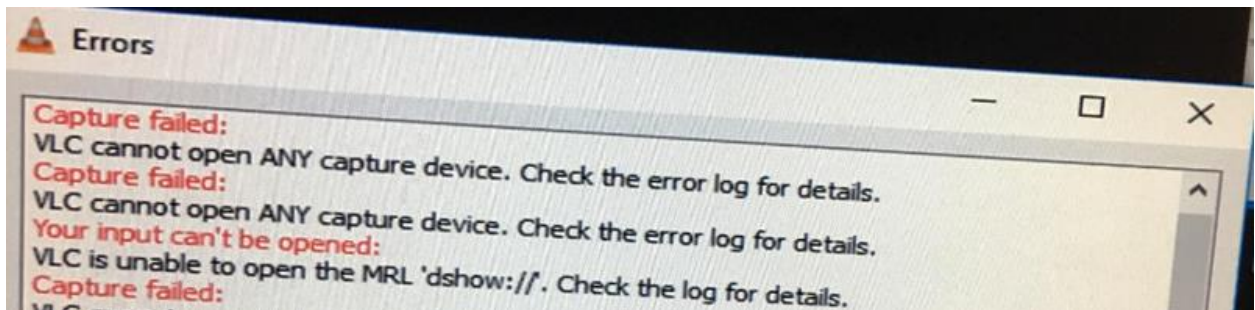 Errors
Capture failed:
VLC cannot open ANY capture device. Check the error log for details.
Capture failed:
VLC cannot open ANY capture device. Check the error log for details.
Your input can't be opened:
VLC is unable to open the MRL 'dshow://'. Check the log for details.
Capture failed: